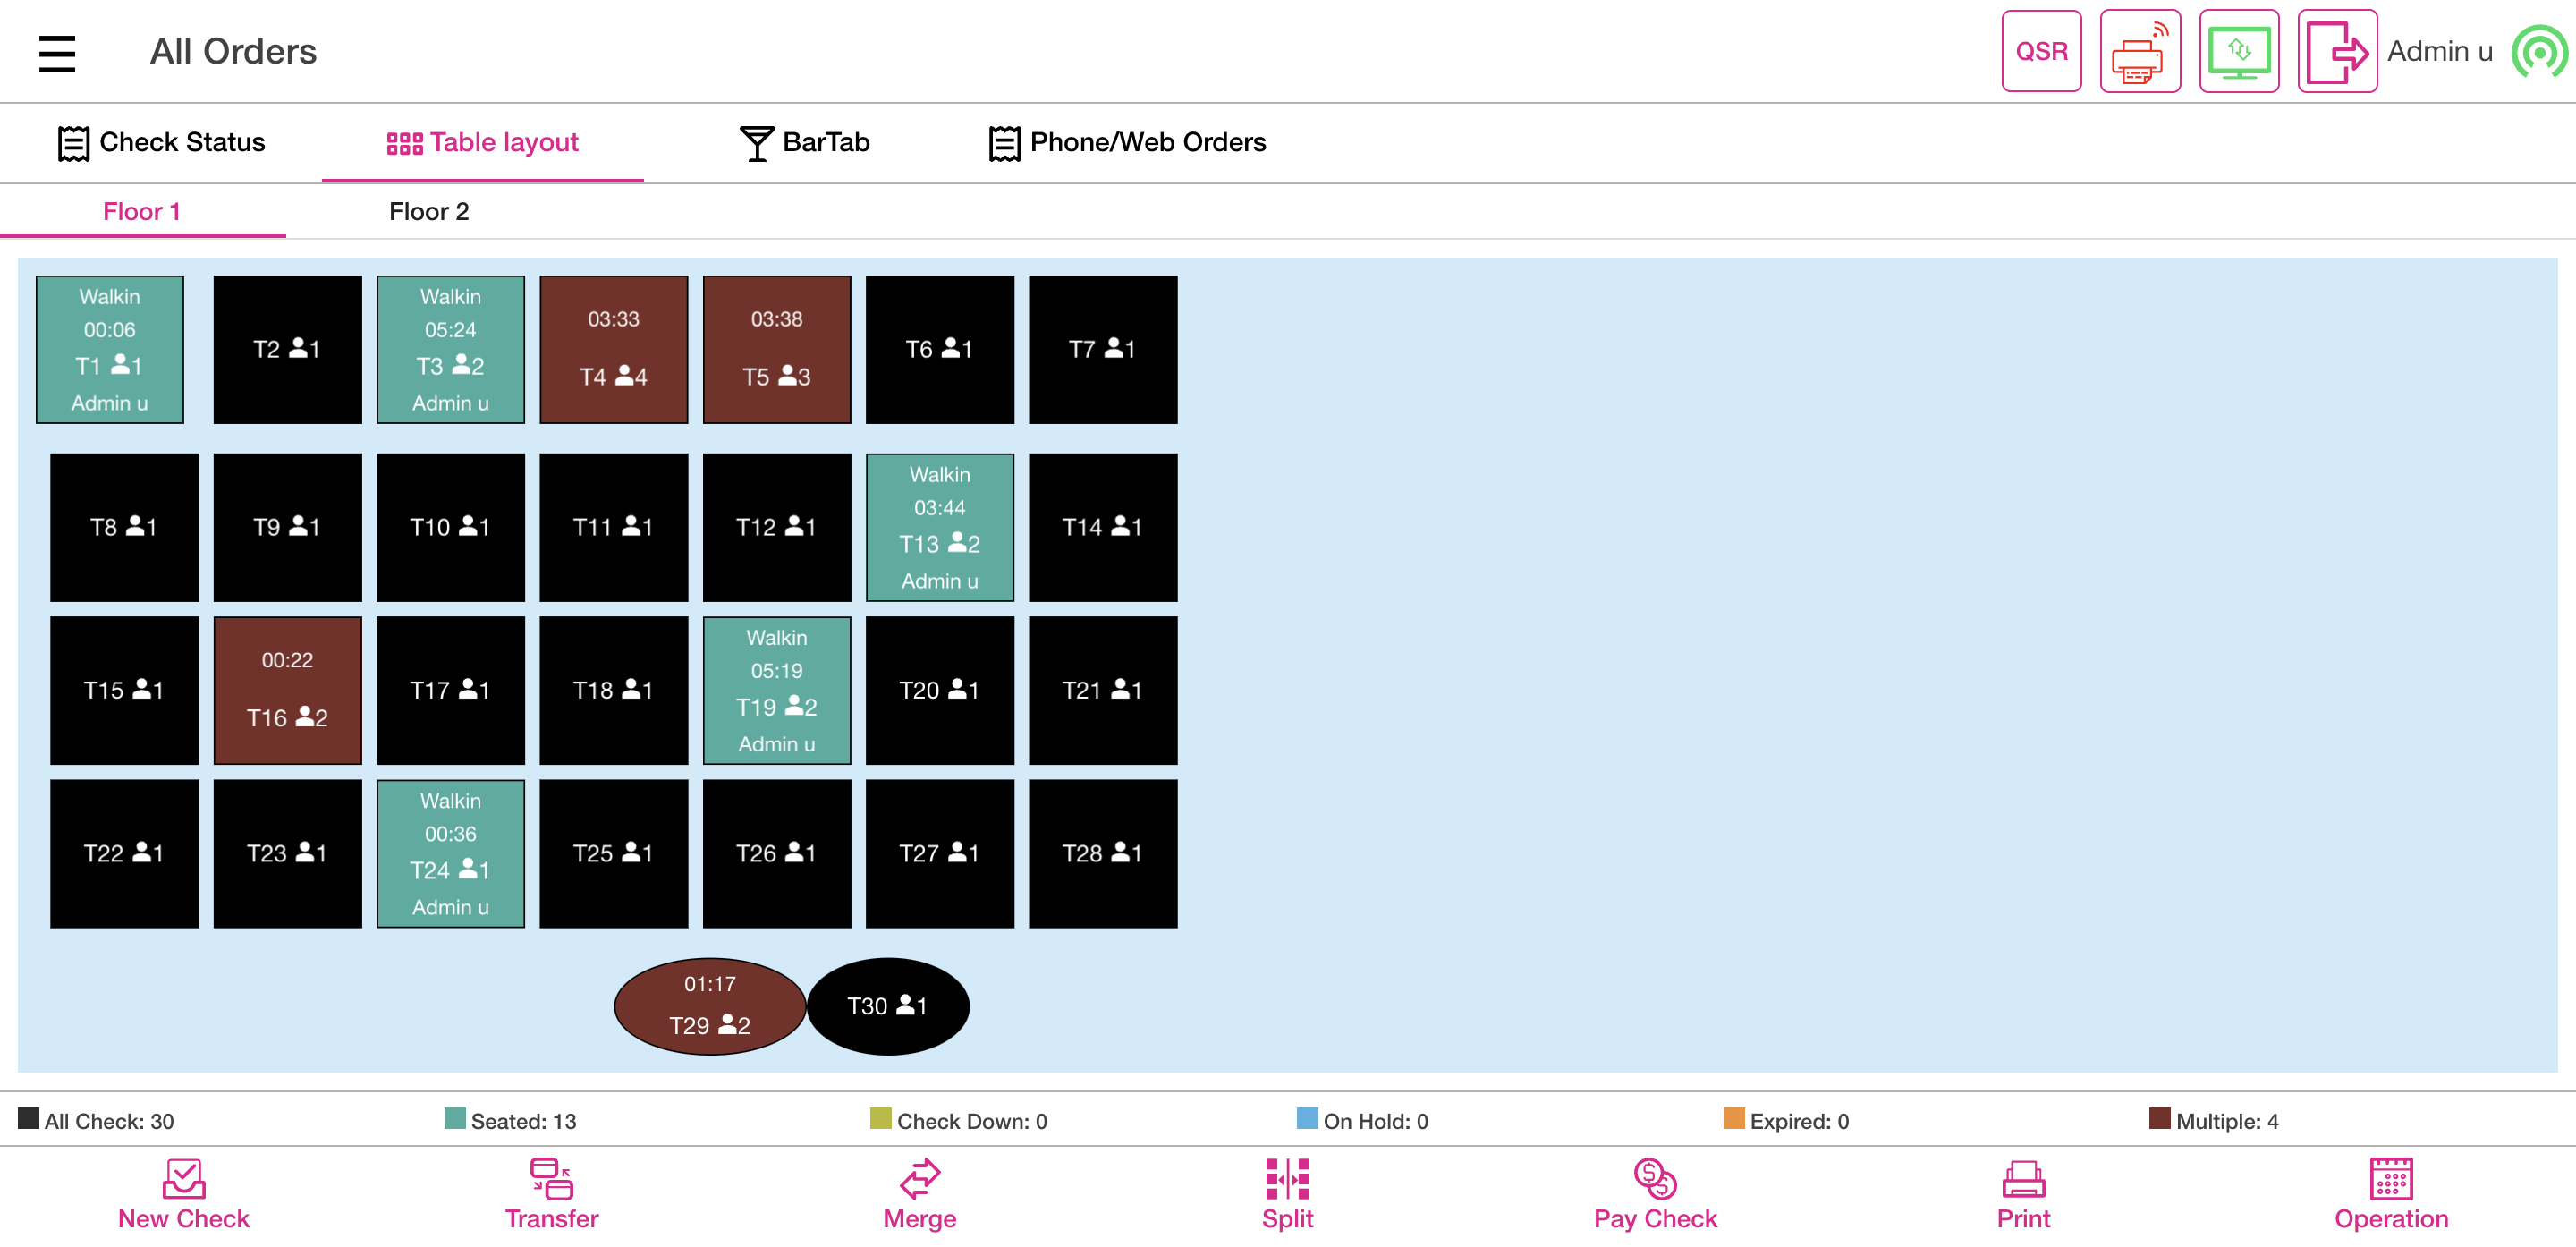 All Orders
QSR
Admin u
Check Status
Table layout
BarTab
Phone/Web Orders
Floor 1
Floor 2
Walkin
00:06
T1 1
Admin u
T2 1
Walkin
05:24
T3 2
Admin u
03:33
T4 4
03:38
T5 3
T6 1
T7 1
T8 1
T9 1
T10 1
T11 1
T12 1
Walkin
03:44
T13 2
Admin u
T14 1
T15 1
00:22
T16 2
T17 1
T18 1
Walkin
05:19
T19 2
Admin u
T20 1
T21 1
T22 1
T23 1
Walkin
00:36
T24 1
Admin u
T25 1
T26 1
T27 1
T28 1
01:17
T29 2
T30 1
All Check: 30
Seated: 13
Check Down: 0
On Hold: 0
Expired: 0
Multiple: 4
New Check
Transfer
Merge
Split
Pay Check
Print
Operation